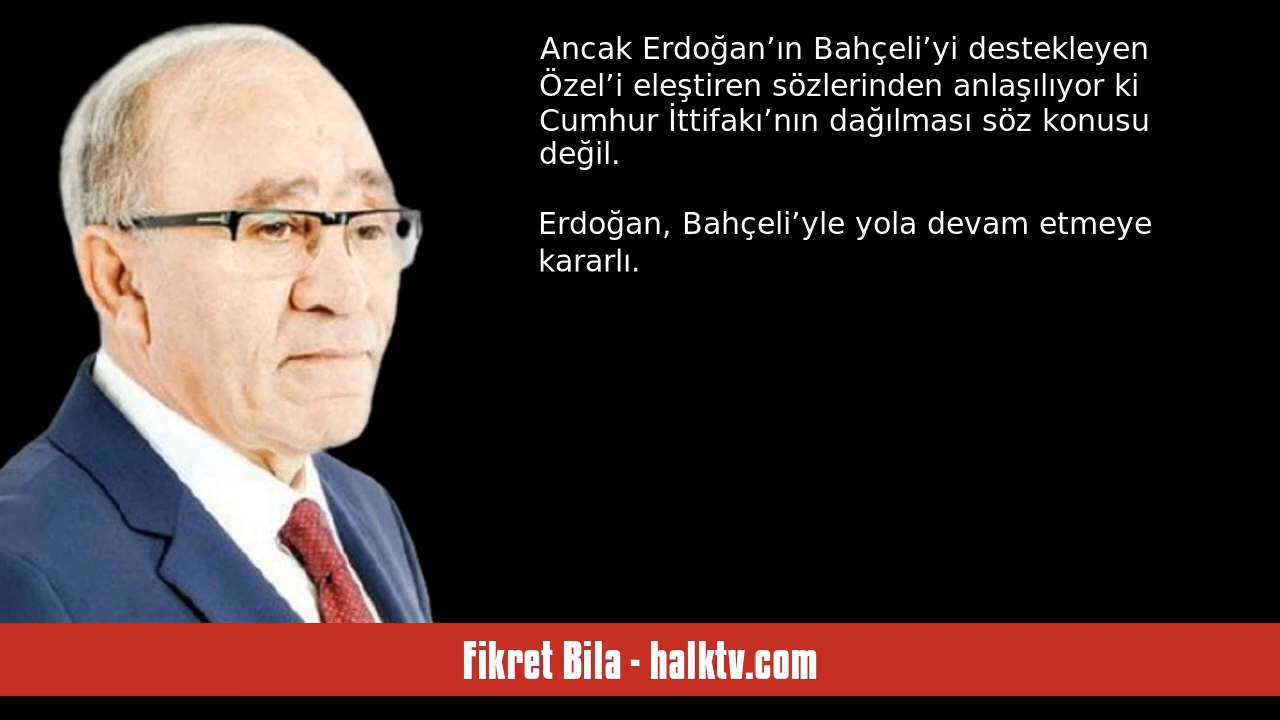 Ancak Erdoğan’ın Bahçeli’yi destekleyen
Özel’i eleştiren sözlerinden anlaşılıyor ki
Cumhur İttifakı’nın dağılması söz konusu
değil.
Erdoğan, Bahçeli’yle yola devam etmeye
kararlı.
Fikret Bila - halktv.com